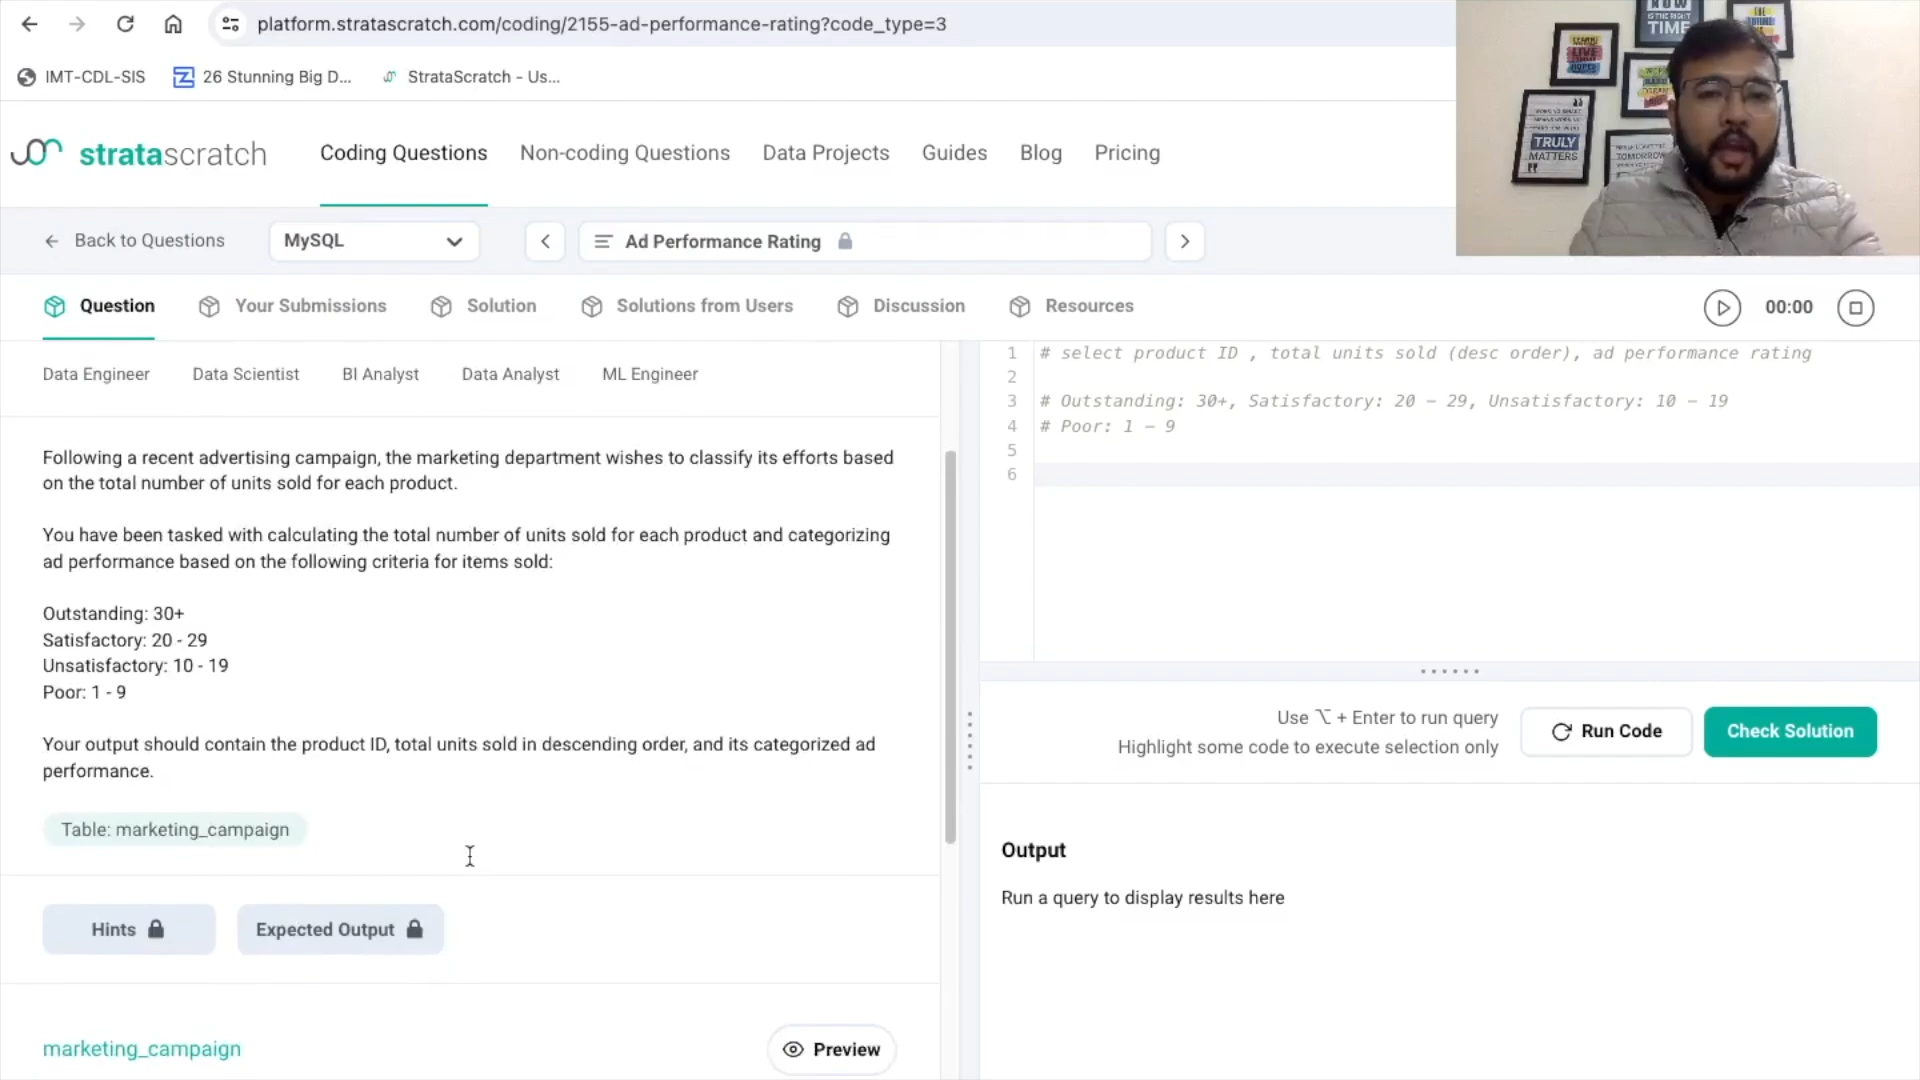 platform.stratascratch.com/coding/2155-ad-performance-rating?code_type=3
IMT-CDL-SIS
26 Stunning Big D...
StrataScratch - Us...
stratascratch
Coding Questions
Non-coding Questions
Data Projects
Guides
Blog
Pricing
Back to Questions
MySQL
Ad Performance Rating
Question
Your Submissions
Solution
Solutions from Users
Discussion
Resources
00:00
Data Engineer
Data Scientist
BI Analyst
Data Analyst
ML Engineer
Following a recent advertising campaign, the marketing department wishes to classify its efforts based
on the total number of units sold for each product.
You have been tasked with calculating the total number of units sold for each product and categorizing
ad performance based on the following criteria for items sold:
Outstanding: 30+
Satisfactory: 20 - 29
Unsatisfactory: 10 - 19
Poor: 1 - 9
Your output should contain the product ID, total units sold in descending order, and its categorized ad
performance.
Table: marketing_campaign
Hints
Expected Output
marketing_campaign
Preview
1 # select product ID , total units sold (desc order), ad performance rating
2
3 # Outstanding: 30+, Satisfactory: 20 – 29, Unsatisfactory: 10 – 19
4 # Poor: 1 – 9
5
6
Use ⌥ + Enter to run query
Highlight some code to execute selection only
Run Code
Check Solution
Output
Run a query to display results here
NOW
IS THE RIGHT
TIME
TRULY
MATTERS